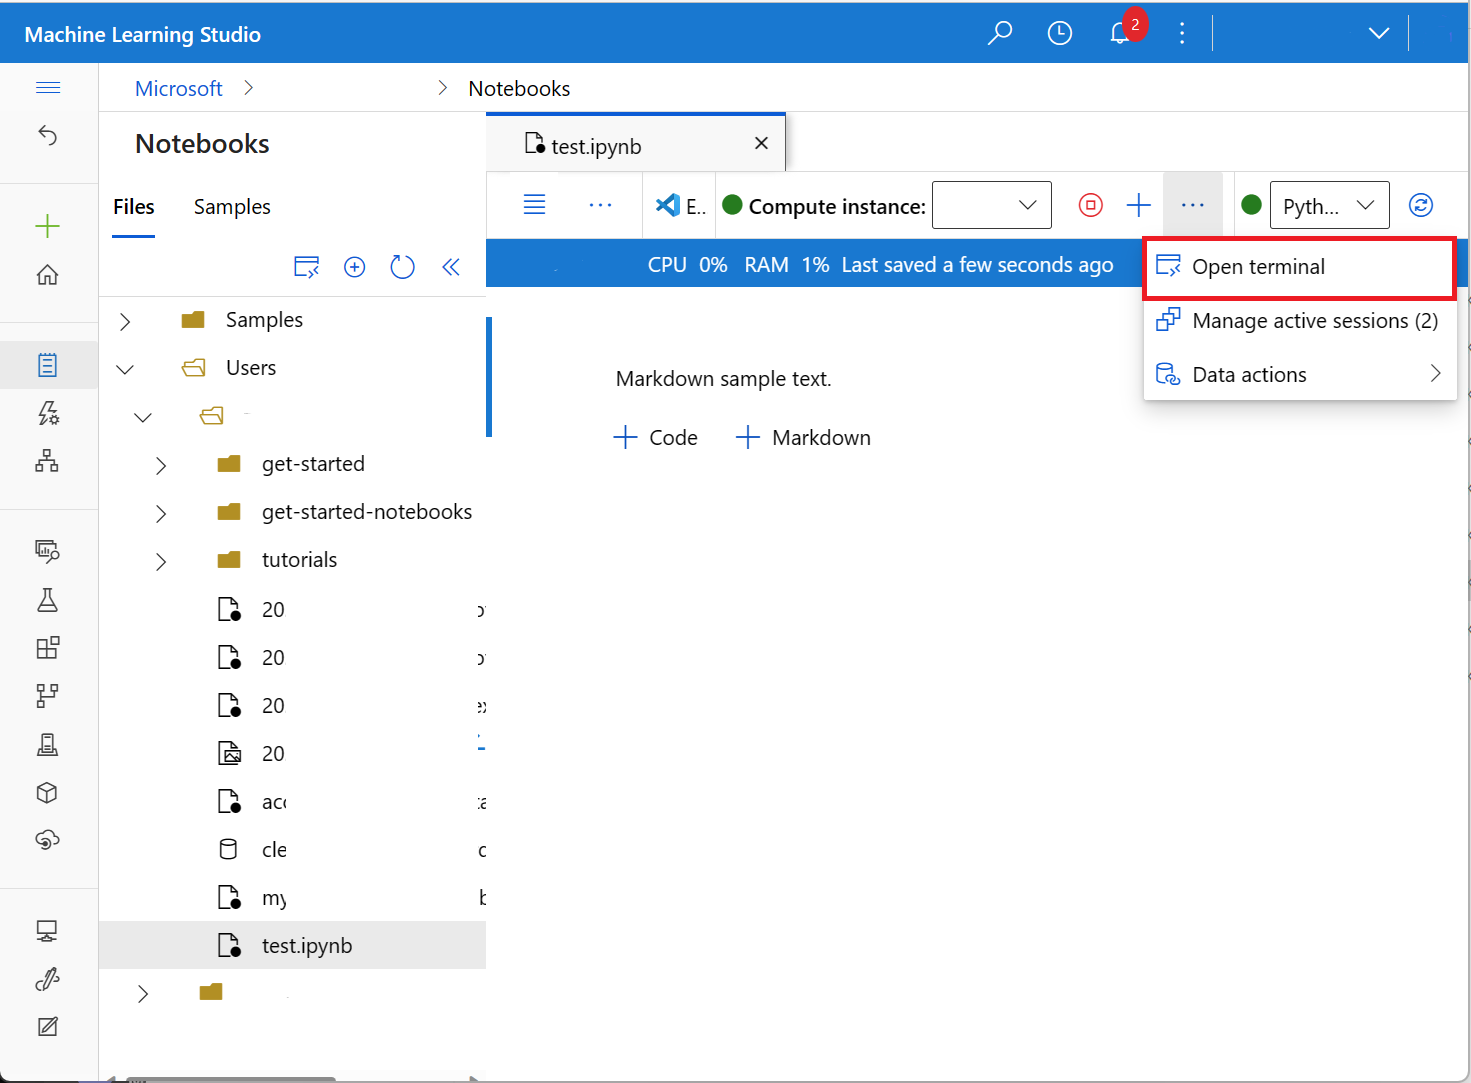 Machine Learning Studio
2
Microsoft
Notebooks
Notebooks
Files Samples
test.ipynb
E.. Compute instance: Pyth...
CPU 0% RAM 1% Last saved a few seconds ago
Open terminal
Manage active sessions (2)
Data actions
Markdown sample text.
Code Markdown
Samples
Users
get-started
get-started-notebooks
tutorials
20
20
20
20
acc
cle
my
test.ipynb